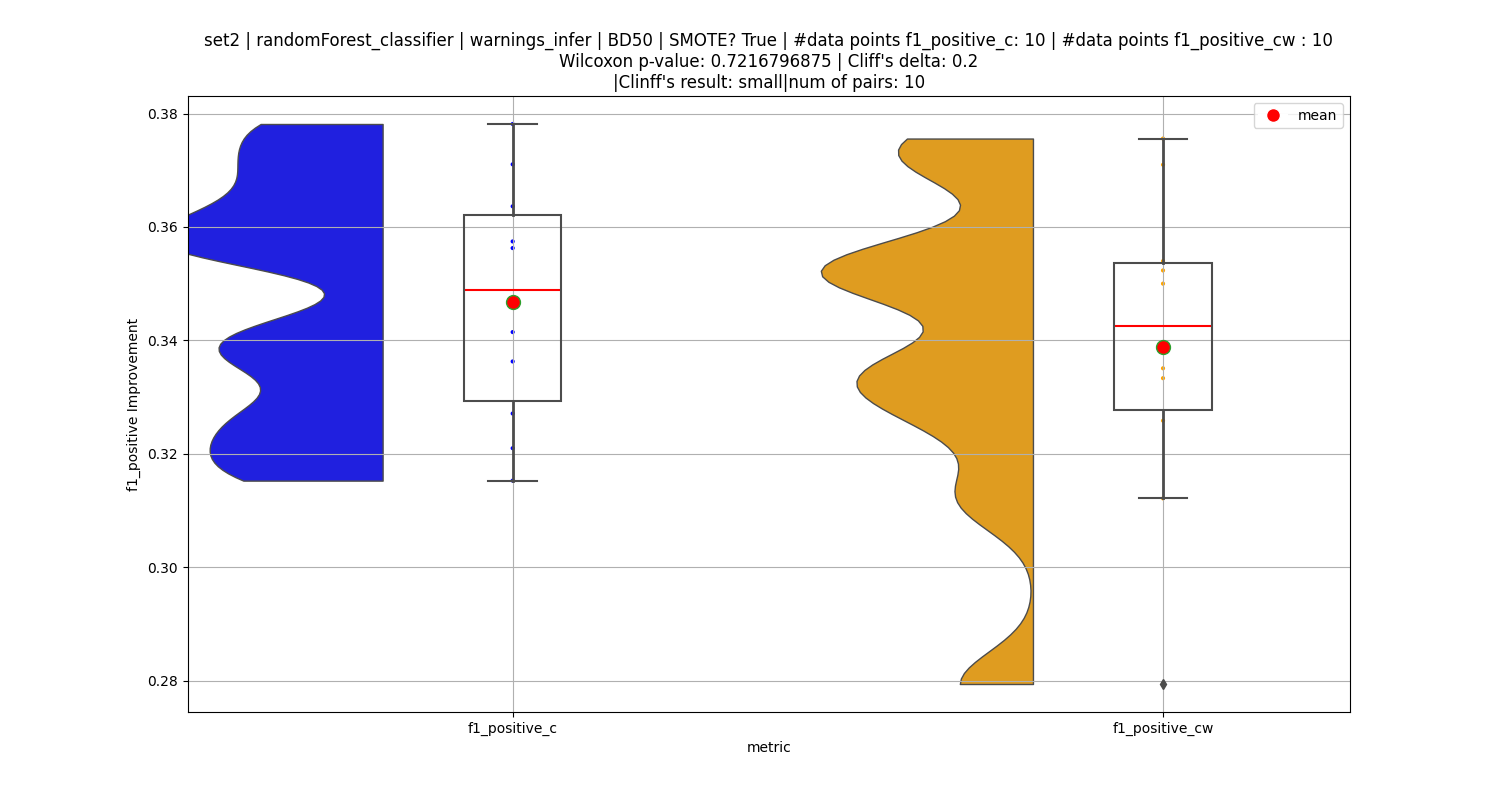 set2 | randomForest_classifier | warnings_infer | BD50 | SMOTE? True | #data points f1_positive_c: 10 | #data points f1_positive_cw : 10
Wilcoxon p-value: 0.7216796875 | Cliff's delta: 0.2
|Clinff's result: small|num of pairs: 10
mean
0.38
0.36
0.34
0.32
0.30
0.28
f1_positive Improvement
f1_positive_c
f1_positive_cw
metric